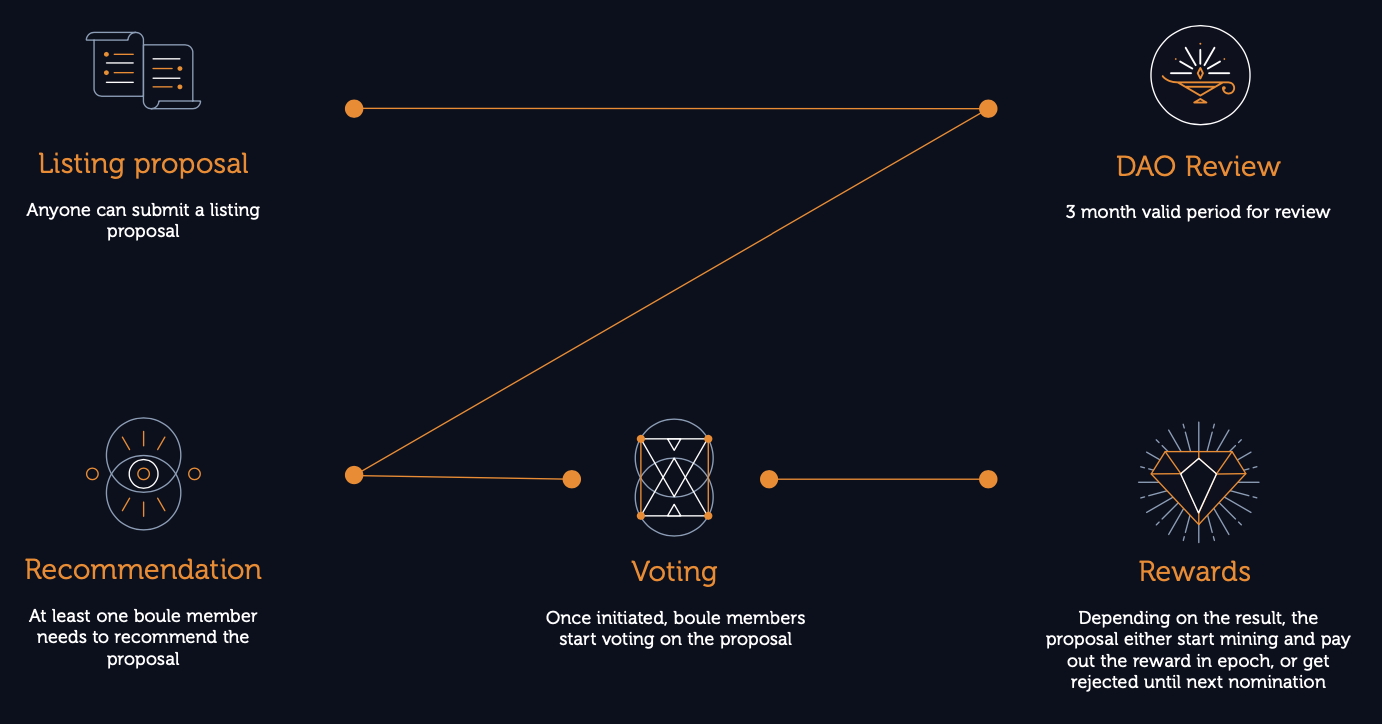 Listing proposal
Anyone can submit a listing
proposal
DAO Review
3 month valid period for review
Recommendation
At least one boule member
needs to recommend the
proposal
Voting
Once initiated, boule members
start voting on the proposal
Rewards
Depending on the result, the
proposal either start mining and pay
out the reward in epoch, or get
rejected until next nomination